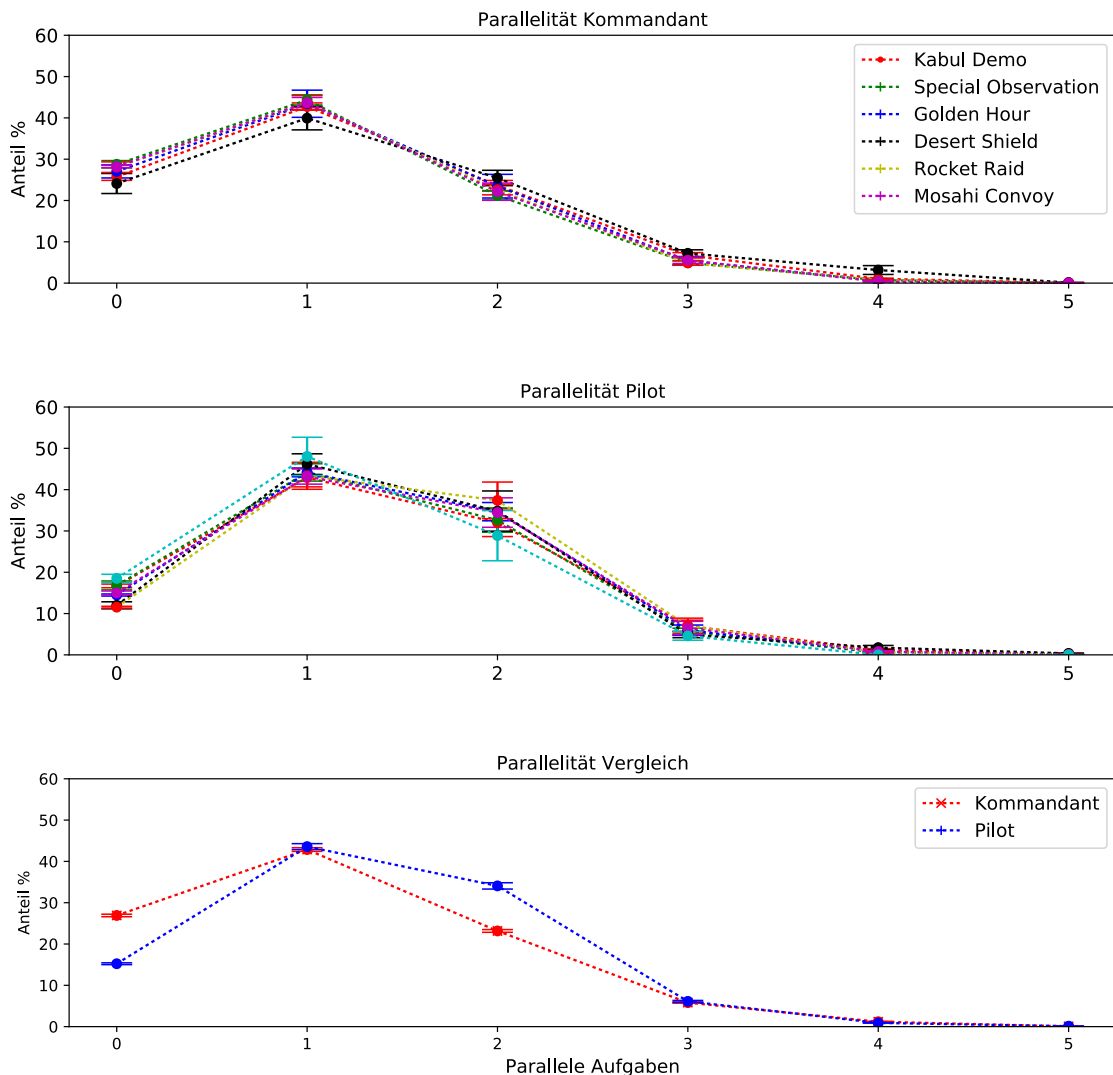 Parallelität Kommandant
Anteil %
60
50
40
30
20
10
0
0 1 2 3 4 5
Kabul Demo
Special Observation
Golden Hour
Desert Shield
Rocket Raid
Mosahi Convoy
Parallelität Pilot
Anteil %
60
50
40
30
20
10
0
0 1 2 3 4 5
Parallelität Vergleich
Anteil %
60
50
40
30
20
10
0
0 1 2 3 4 5
Kommandant
Pilot
Parallele Aufgaben